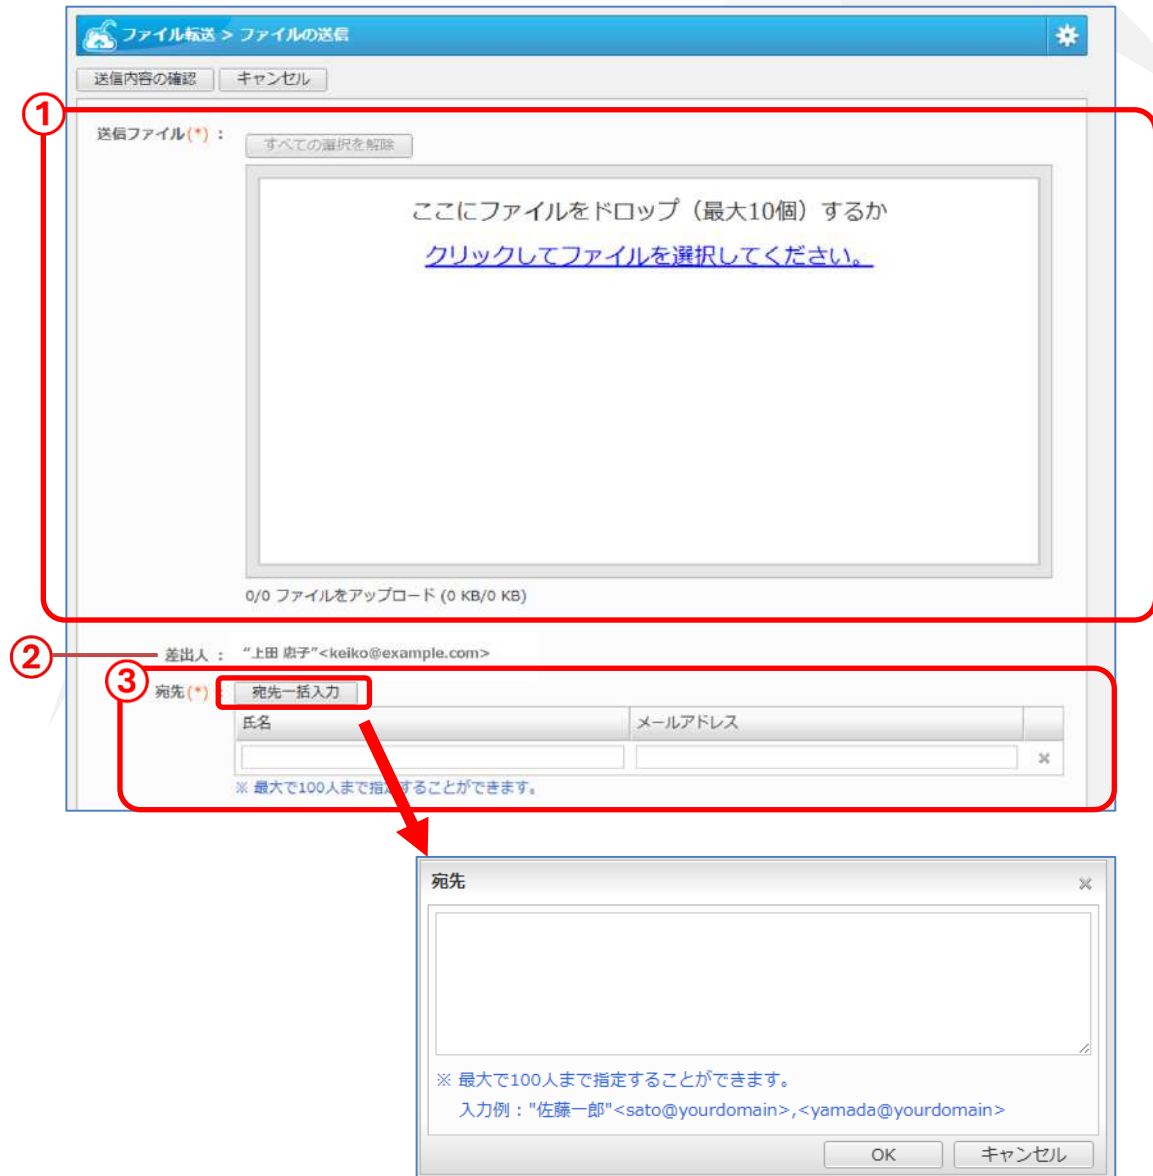 ファイル転送 > ファイルの送信
送信内容の確認 キャンセル
①
送信ファイル(*) :
すべての選択を解除
ここにファイルをドロップ（最大10個）するか
クリックしてファイルを選択してください。
0/0 ファイルをアップロード (0 KB/0 KB)
②
差出人 : “上田 恵子”<keiko@example.com>
③
宛先(*) : 宛先一括入力
氏名 メールアドレス
※ 最大で100人まで指定することができます。
宛先
※ 最大で100人まで指定することができます。
入力例 : "佐藤一郎"<sato@yourdomain>,<yamada@yourdomain>
OK キャンセル